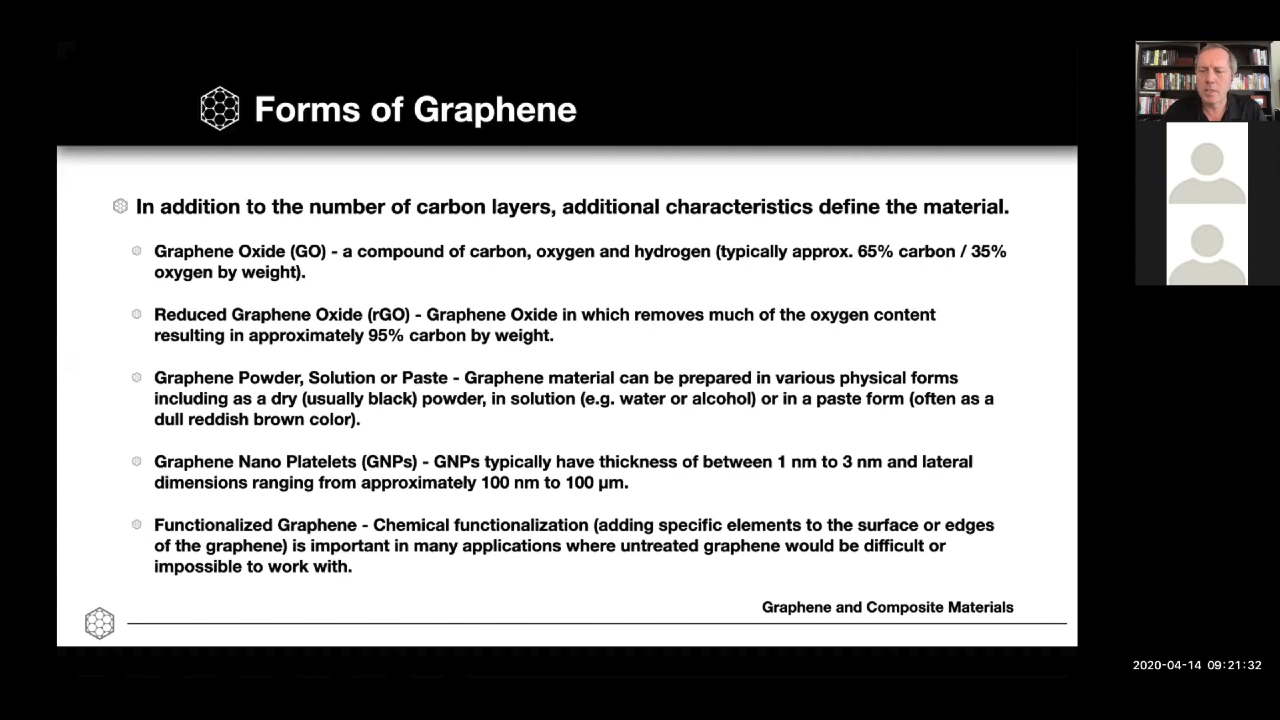 Forms of Graphene
In addition to the number of carbon layers, additional characteristics define the material.
Graphene Oxide (GO) - a compound of carbon, oxygen and hydrogen (typically approx. 65% carbon / 35%
oxygen by weight).
Reduced Graphene Oxide (rGO) - Graphene Oxide in which removes much of the oxygen content
resulting in approximately 95% carbon by weight.
Graphene Powder, Solution or Paste - Graphene material can be prepared in various physical forms
including as a dry (usually black) powder, in solution (e.g. water or alcohol) or in a paste form (often as a
dull reddish brown color).
Graphene Nano Platelets (GNPs) - GNPs typically have thickness of between 1 nm to 3 nm and lateral
dimensions ranging from approximately 100 nm to 100 μm.
Functionalized Graphene - Chemical functionalization (adding specific elements to the surface or edges
of the graphene) is important in many applications where untreated graphene would be difficult or
impossible to work with.
Graphene and Composite Materials
2020-04-14 09:21:32